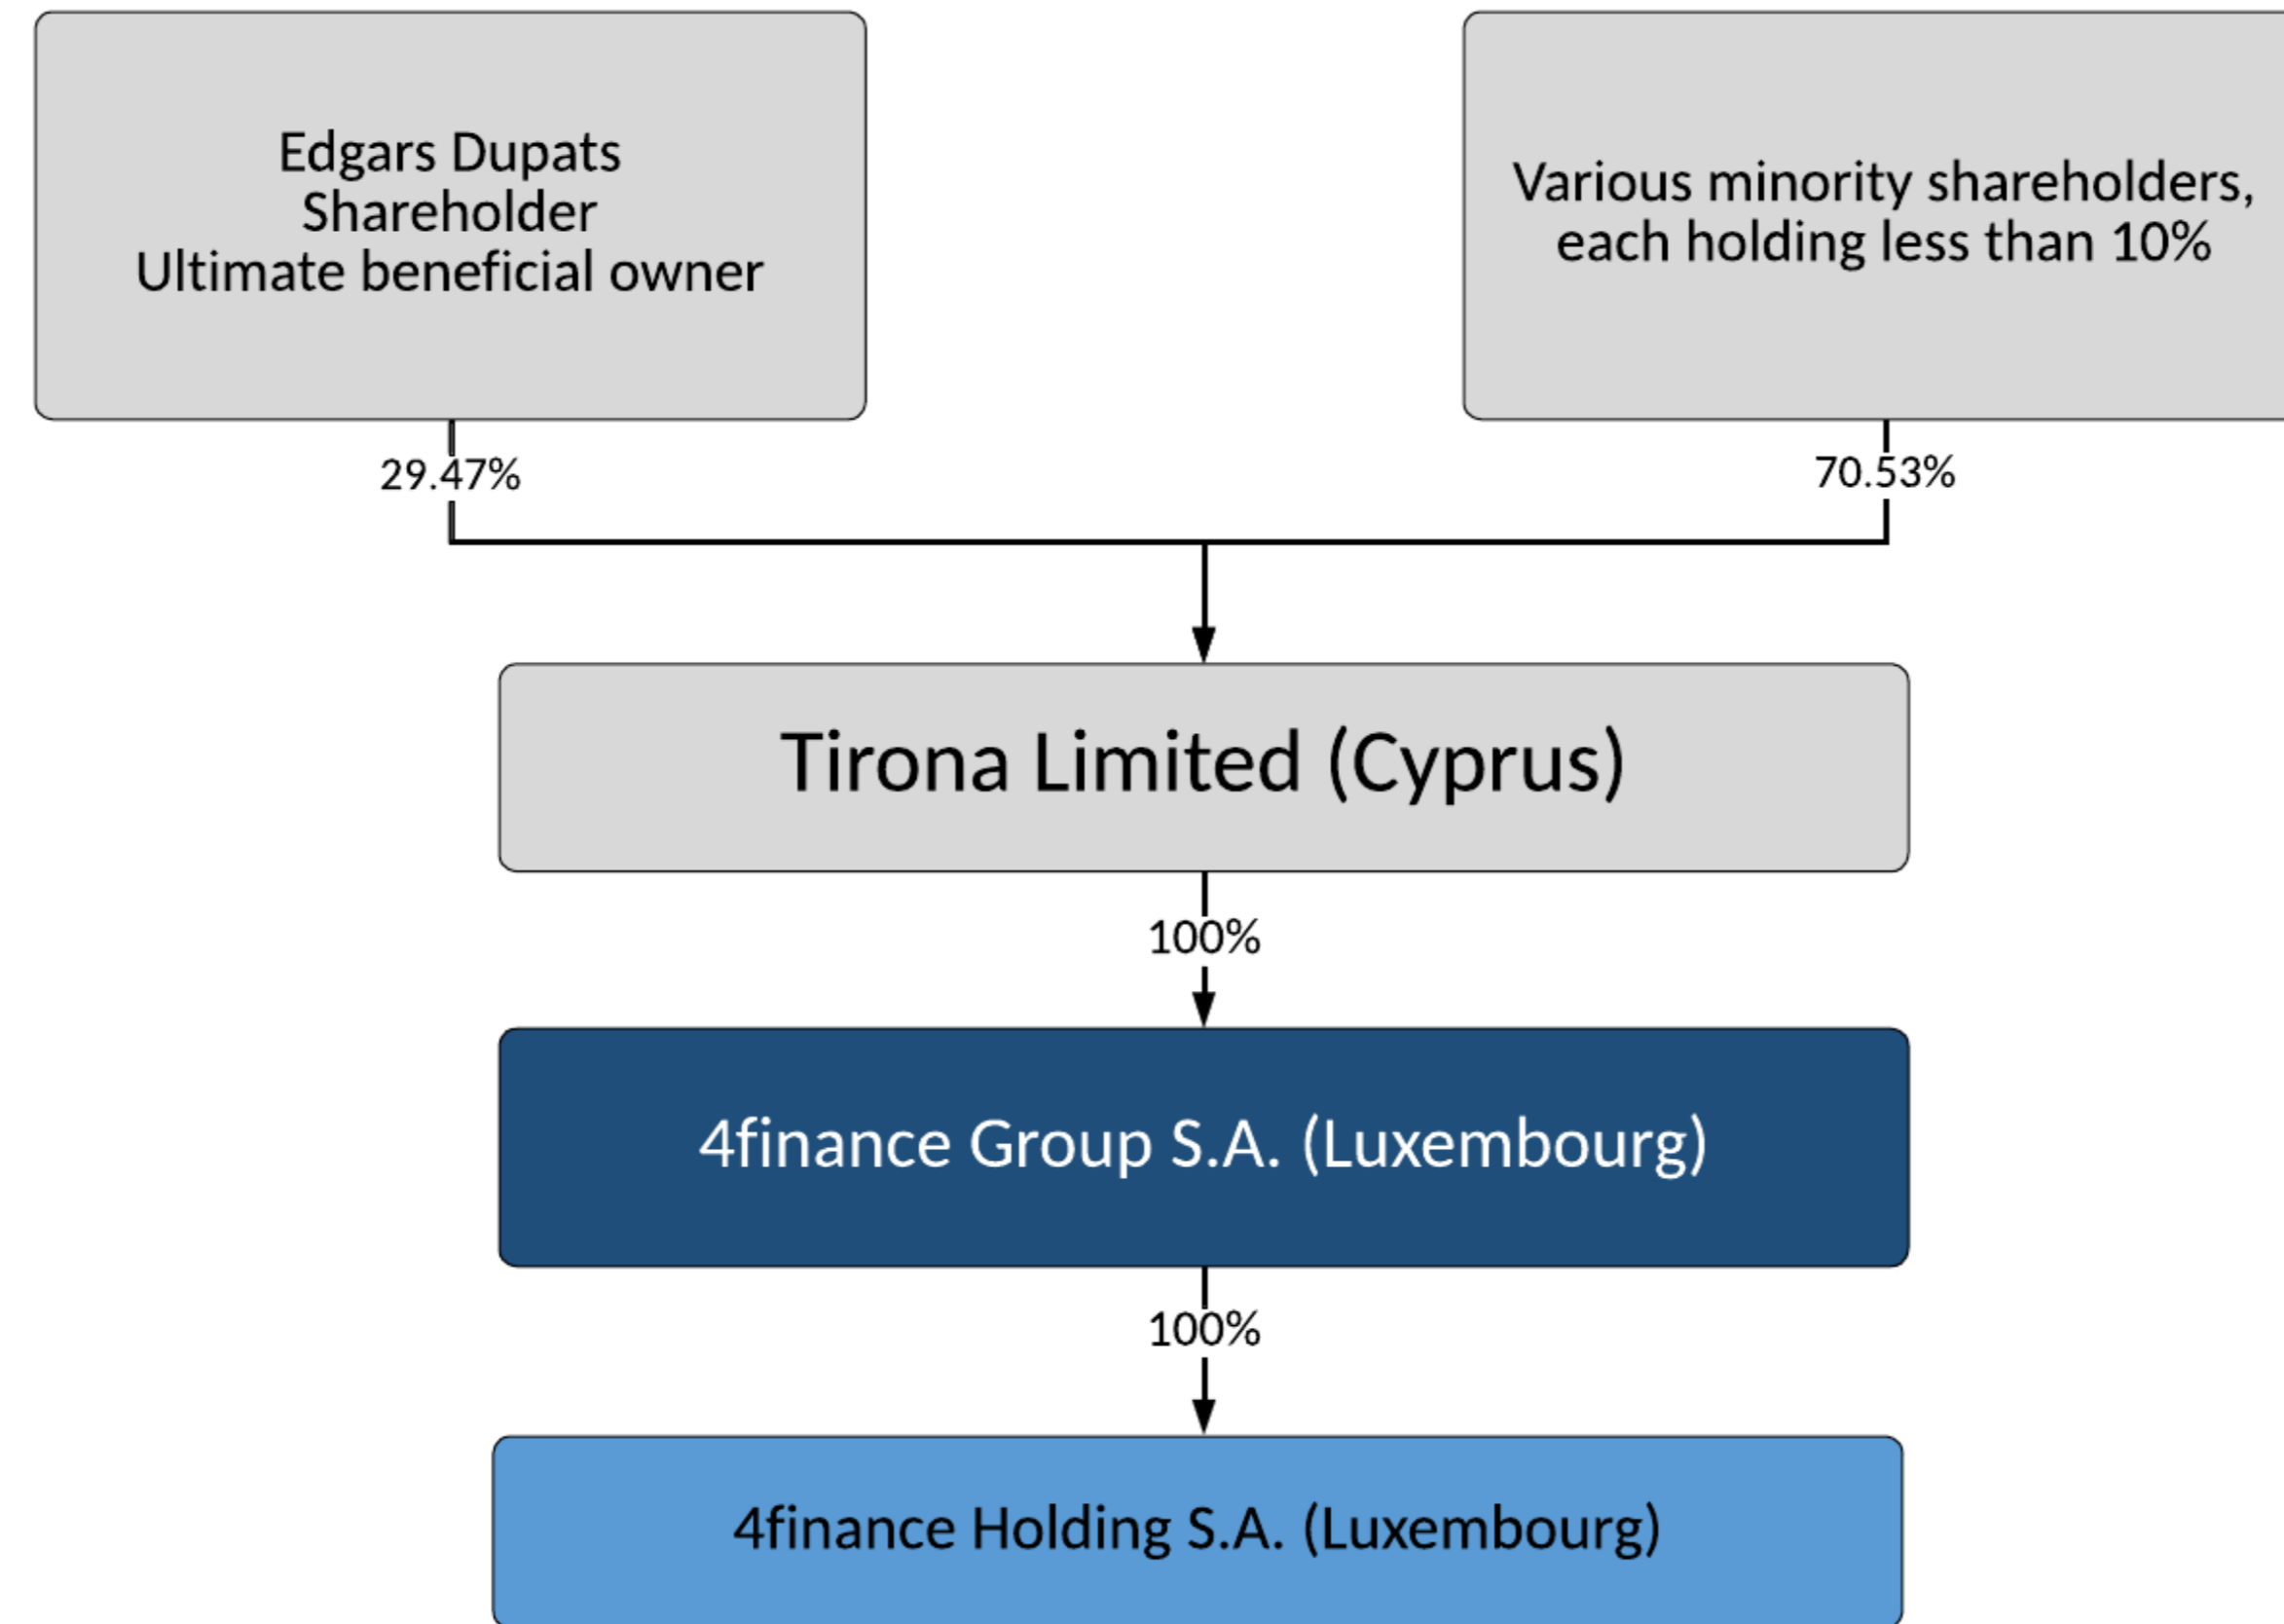 Edgars Dupats
Shareholder
Ultimate beneficial owner
Various minority shareholders,
each holding less than 10%
29.47%
70.53%
Tirona Limited (Cyprus)
100%
4finance Group S.A. (Luxembourg)
100%
4finance Holding S.A. (Luxembourg)